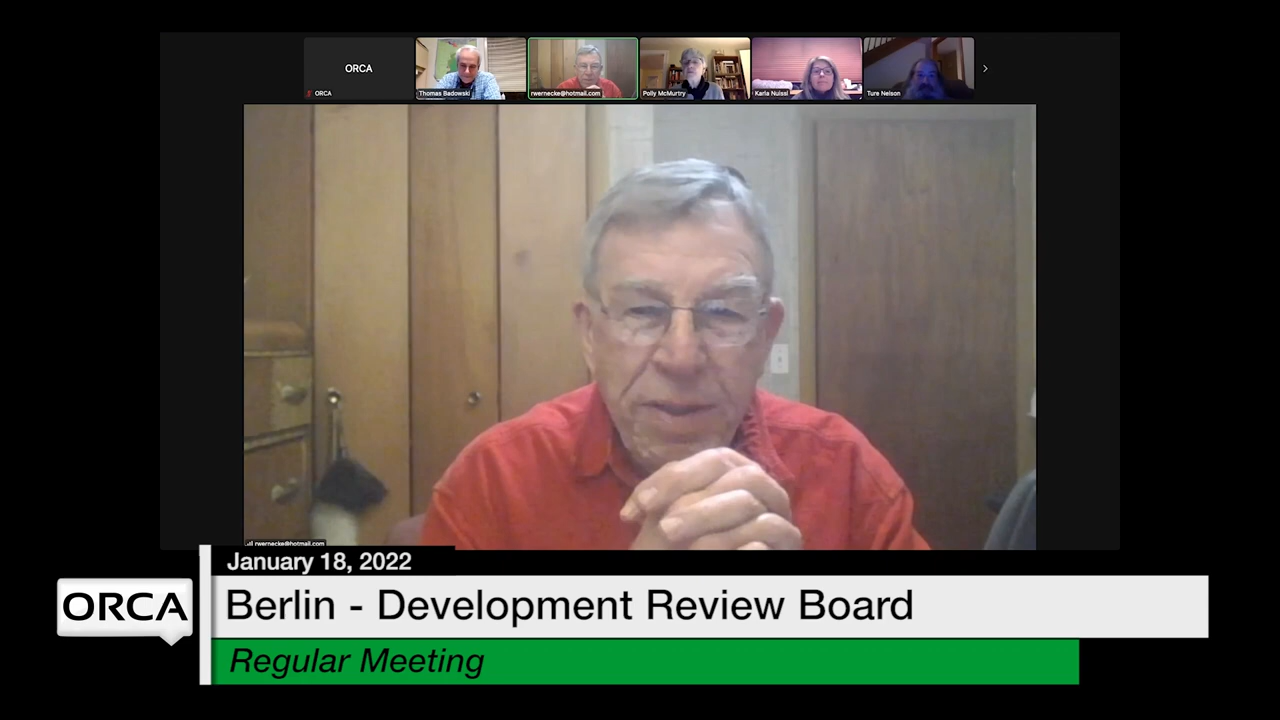 ORCA
ORCA
Thomas Badowski
rwernecke@hotmail.com
Polly McMurtry
Karla Nuissl
Ture Nelson
rwernecke@hotmail.com
January 18, 2022
ORCA
Berlin - Development Review Board
Regular Meeting